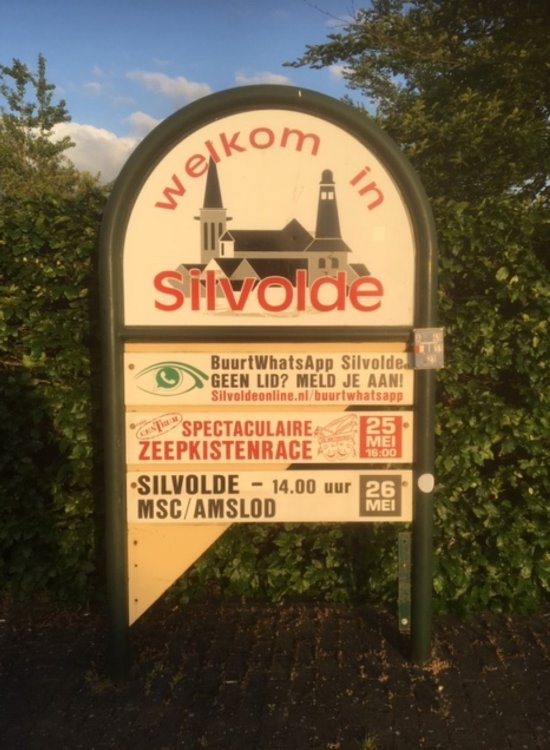 welkom in
Silvolde
BuurtWhatsApp Silvolde
GEEN LID? MELD JE AAN!
Silvoldeonline.nl/buurtwhatsapp
CENTRUM
SPECTACULAIRE
ZEEPKISTENRACE
25
MEI
16:00
SILVOLDE - 14.00 uur
MSC/AMSLOD
26
MEI